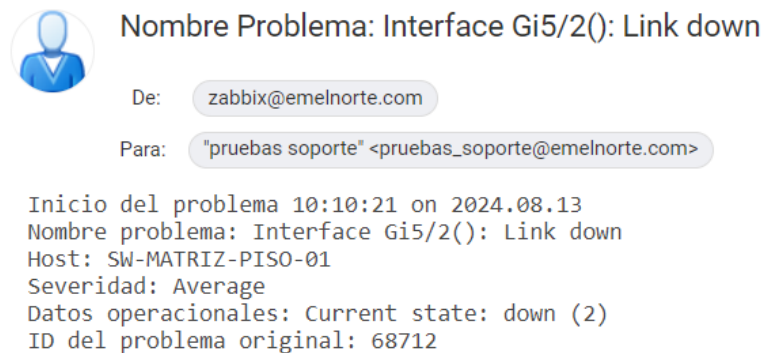 Nombre Problema: Interface Gi5/2(): Link down
De: zabbix@emelnorte.com
Para: "pruebas soporte" <pruebas_soporte@emelnorte.com>
Inicio del problema 10:10:21 on 2024.08.13
Nombre problema: Interface Gi5/2(): Link down
Host: SW-MATRIZ-PISO-01
Severidad: Average
Datos operacionales: Current state: down (2)
ID del problema original: 68712